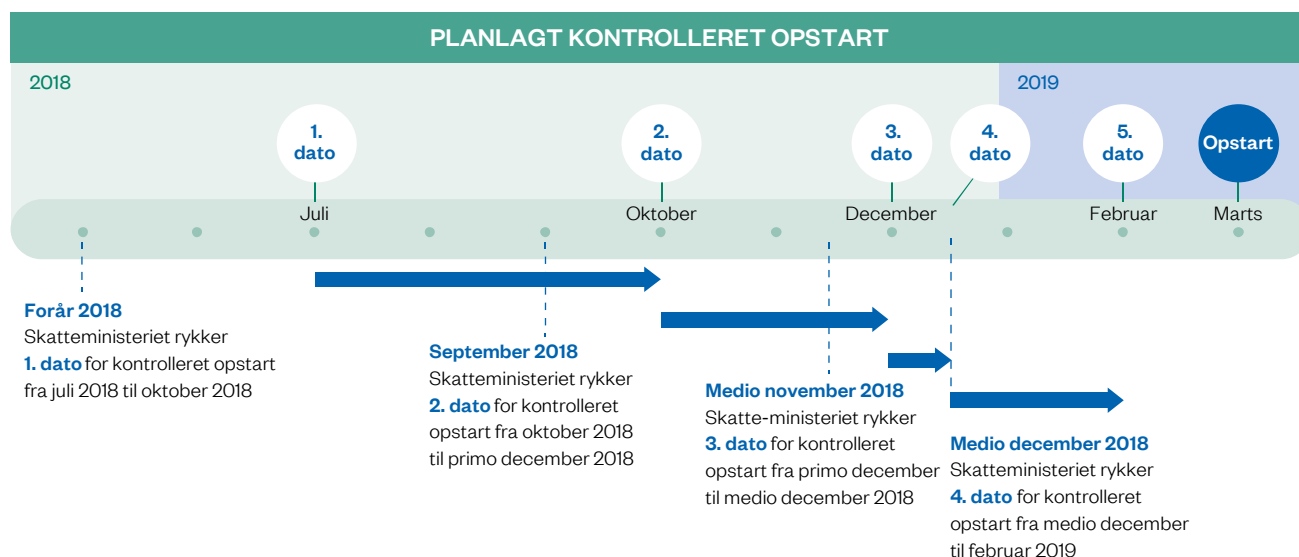 PLANLAGT KONTROLLERET OPSTART
2018
2019
1.
dato
2.
dato
3.
dato
4.
dato
5.
dato
Opstart
Juli
Oktober
December
Februar
Marts
Forår 2018
Skatteministeriet rykker
1. dato for kontrolleret opstart
fra juli 2018 til oktober 2018
September 2018
Skatteministeriet rykker
2. dato for kontrolleret
opstart fra oktober 2018
til primo december 2018
Medio november 2018
Skatte-ministeriet rykker
3. dato for kontrolleret
opstart fra primo december
til medio december 2018
Medio december 2018
Skatteministeriet rykker
4. dato for kontrolleret
opstart fra medio december
til februar 2019